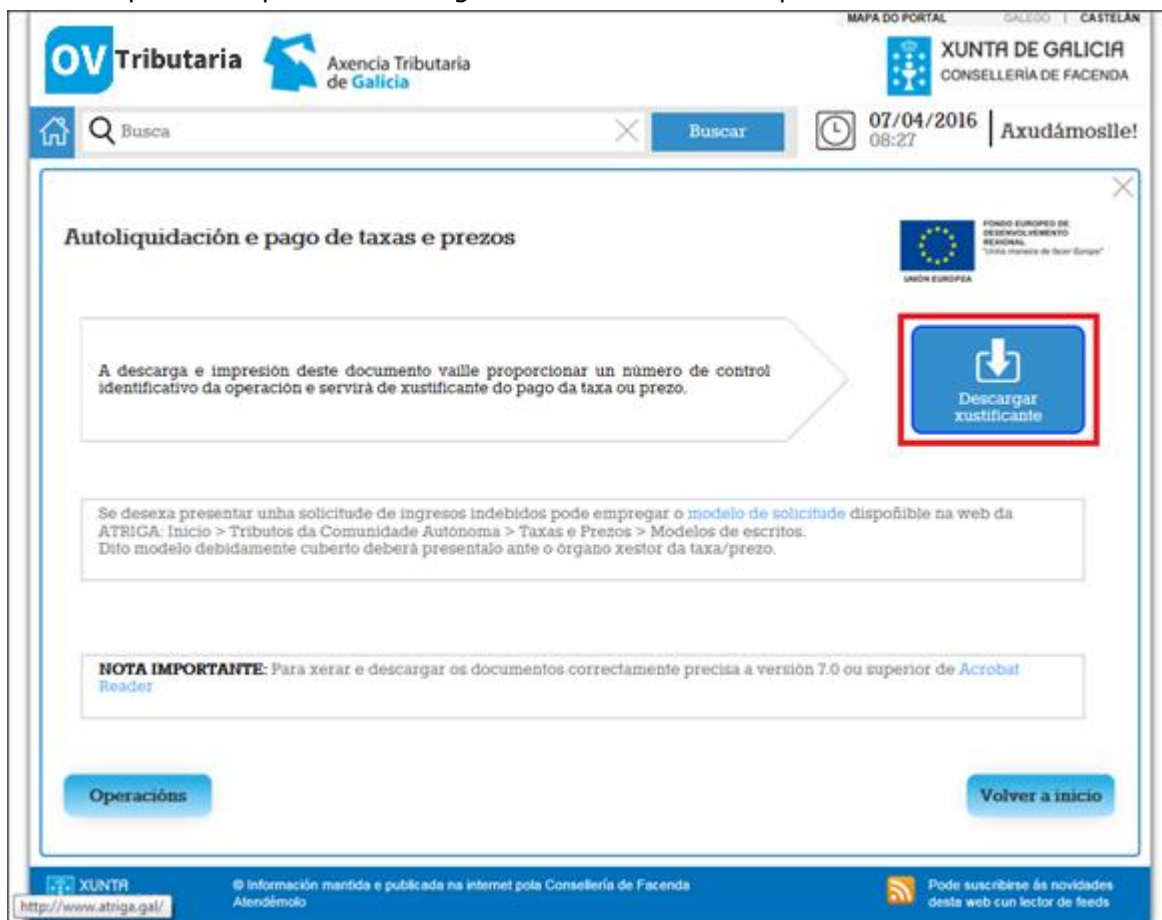 MAPA DO PORTAL GALEGO | CASTELÁN
OV Tributaria
Axencia Tributaria
de Galicia
XUNTA DE GALICIA
CONSELLERÍA DE FACENDA
Busca
Buscar
07/04/2016
08:27
Axudámoslle!
Autoliquidación e pago de taxas e prezos
FONDO EUROPEO DE
DESENVOLVEMENTO
REXIONAL
"Unha maneira de facer Europa"
UNIÓN EUROPEA
A descarga e impresión deste documento vaille proporcionar un número de control
identificativo da operación e servirá de xustificante do pago da taxa ou prezo.
Descargar
xustificante
Se desexa presentar unha solicitude de ingresos indebidos pode empregar o modelo de solicitude dispoñible na web da
ATRIGA: Inicio > Tributos da Comunidade Autónoma > Taxas e Prezos > Modelos de escritos.
Dito modelo debidamente cuberto deberá presentalo ante o órgano xestor da taxa/prezo.
NOTA IMPORTANTE: Para xerar e descargar os documentos correctamente precisa a versión 7.0 ou superior de Acrobat
Reader
Operacións
Volver a inicio
XUNTA
© Información mantida e publicada na internet pola Consellería de Facenda
Atendémolo
Pode suscribirse ás novidades
desta web cun lector de feeds
http://www.atriga.gal/